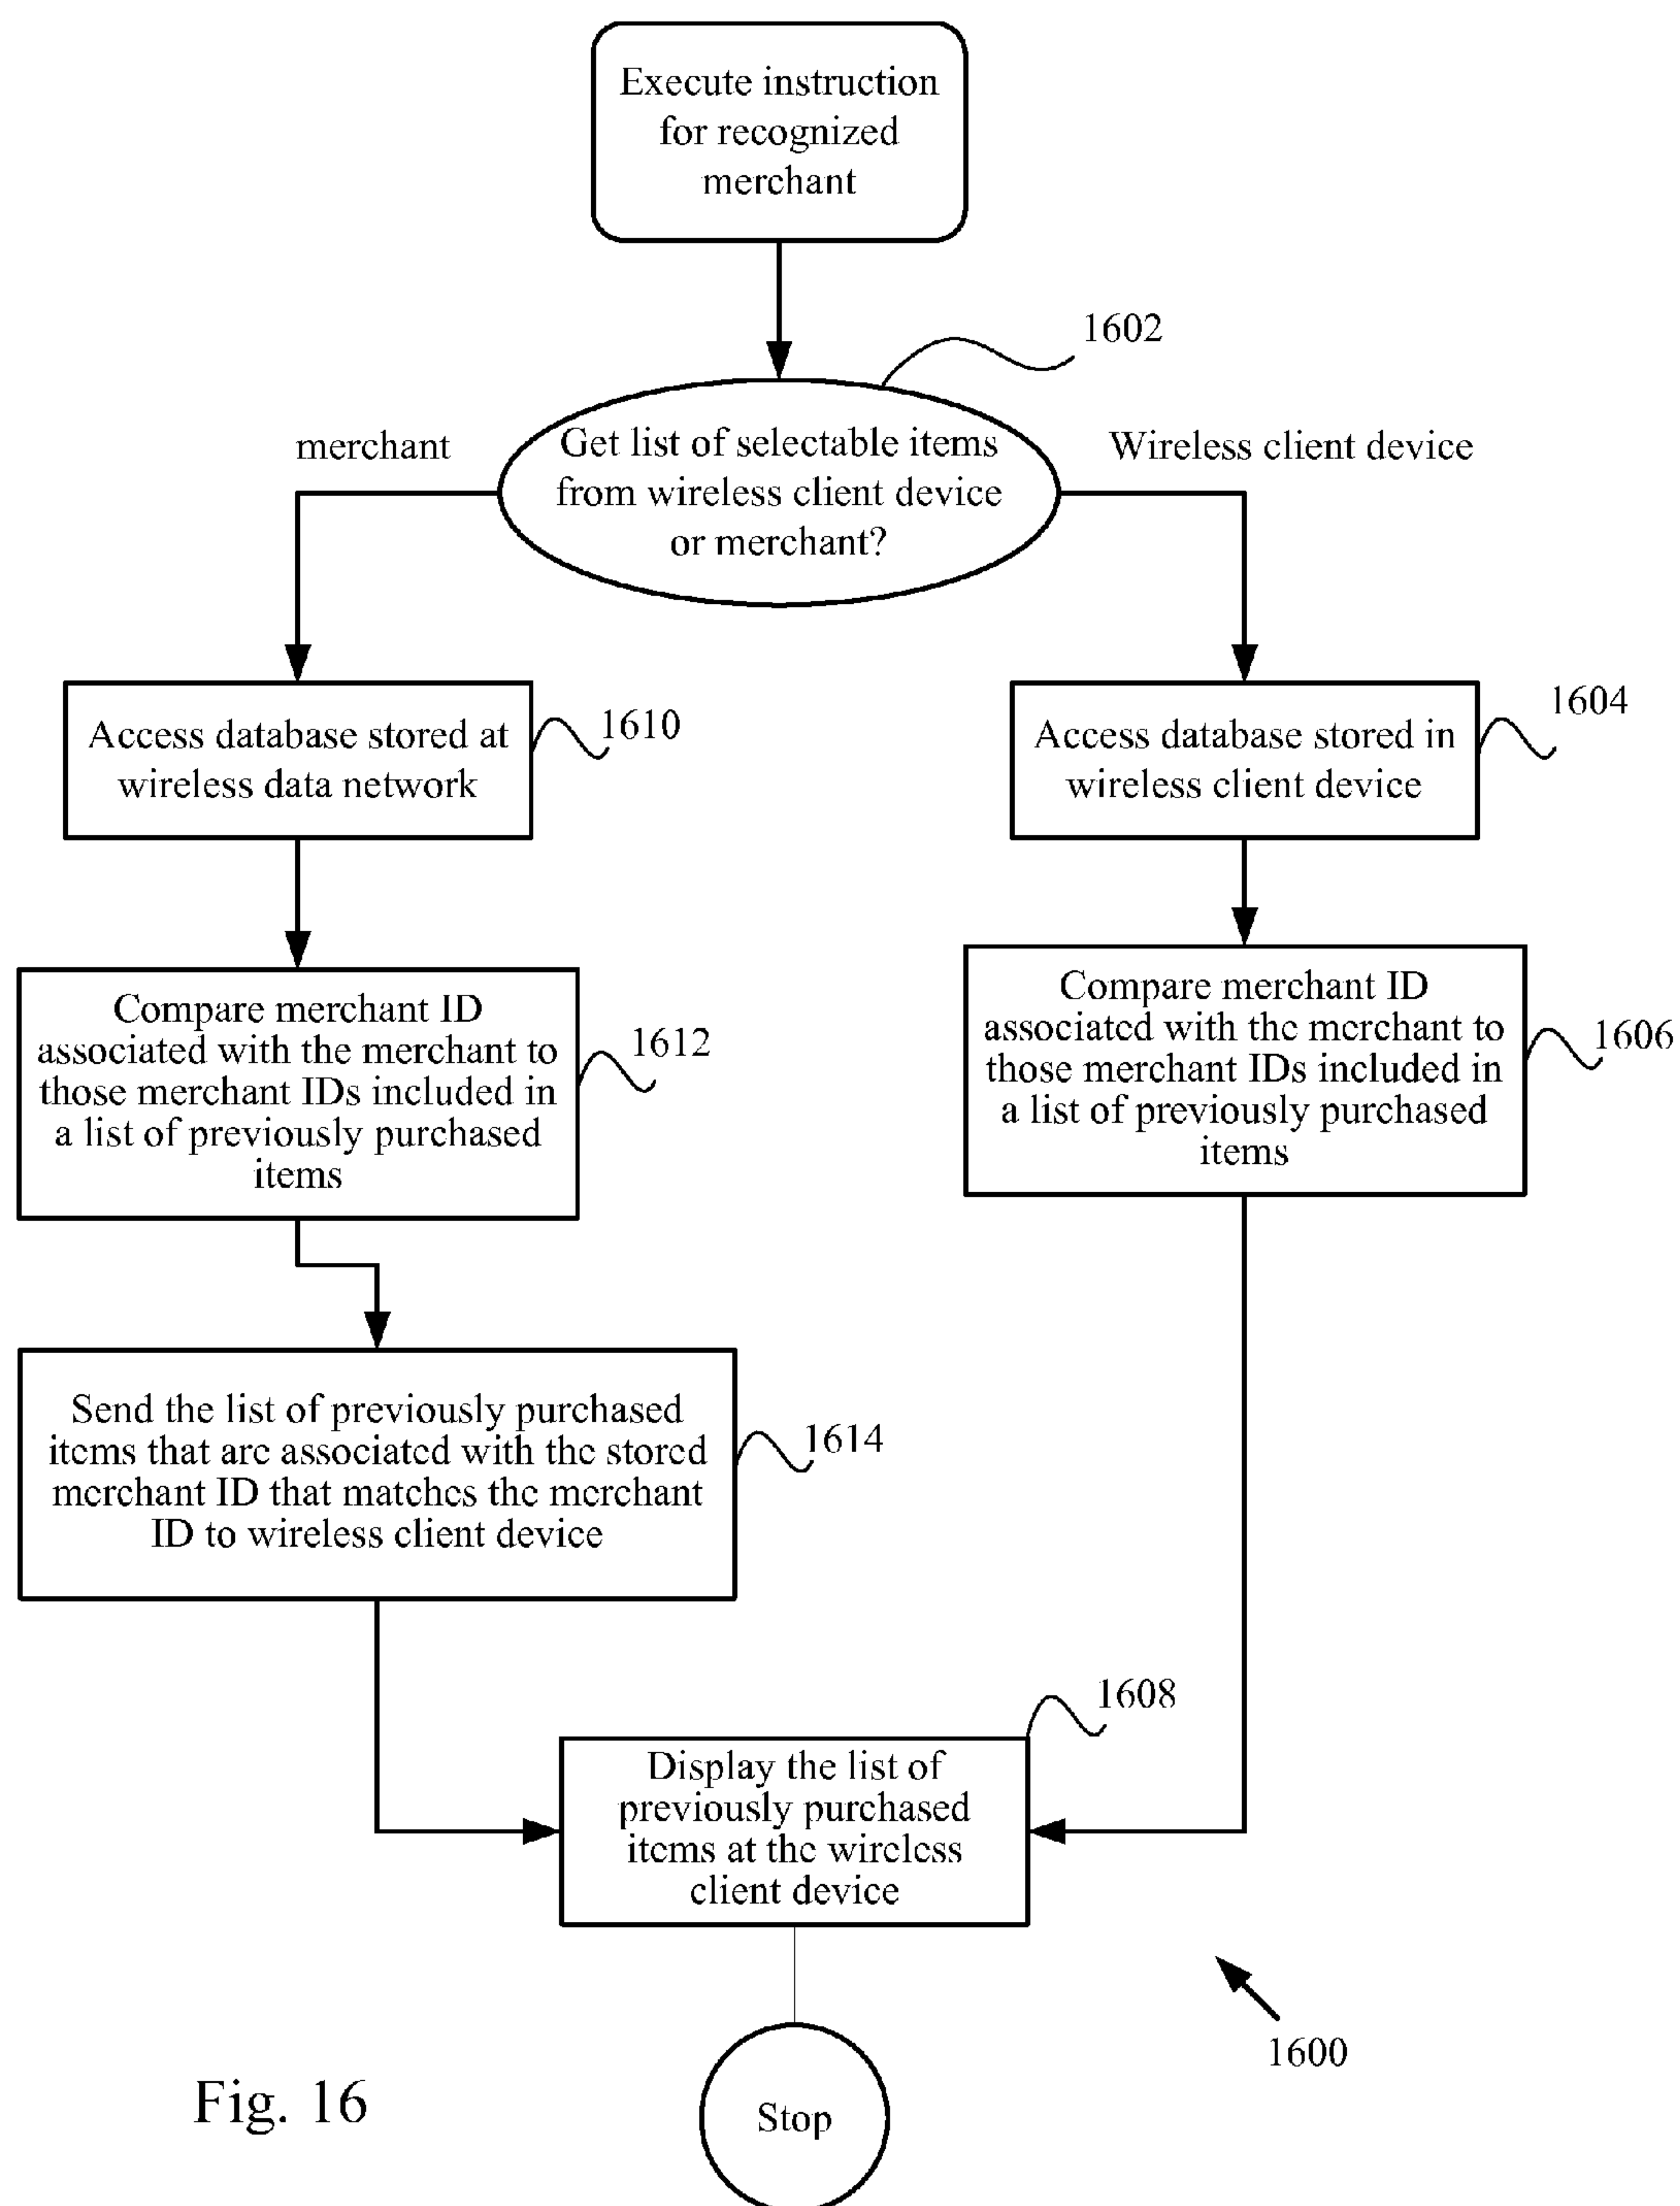 Execute instruction
for recognized
merchant
1602
merchant
Get list of selectable items
from wireless client device
or merchant?
Wireless client device
Access database stored at
wireless data network
1610
Access database stored in
wireless client device
1604
Compare merchant ID
associated with the merchant to
those merchant IDs included in
a list of previously purchased
items
1612
Compare merchant ID
associated with the merchant to
those merchant IDs included in
a list of previously purchased
items
1606
Send the list of previously purchased
items that are associated with the stored
merchant ID that matches the merchant
ID to wireless client device
1614
1608
Display the list of
previously purchased
items at the wireless
client device
1600
Fig. 16
Stop